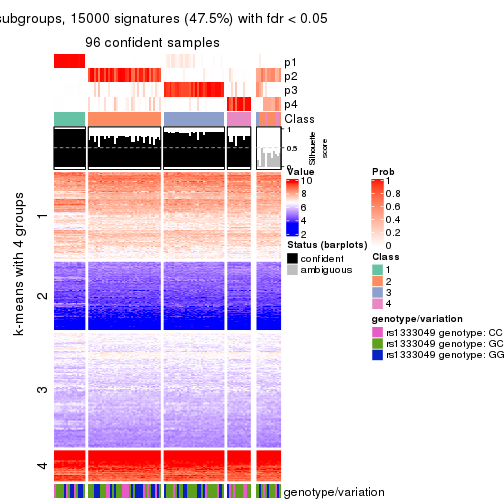 subgroups, 15000 signatures (47.5%) with fdr < 0.05
96 confident samples
p1
p2
p3
p4
Class
1
0.5
0
Silhouette
score
k-means with 4 groups
1
2
3
4
genotype/variation
Value
10
8
6
4
2
Status (barplots)
confident
ambiguous
Prob
1
0.8
0.6
0.4
0.2
0
Class
1
2
3
4
genotype/variation
rs1333049 genotype: CC
rs1333049 genotype: GC
rs1333049 genotype: GG